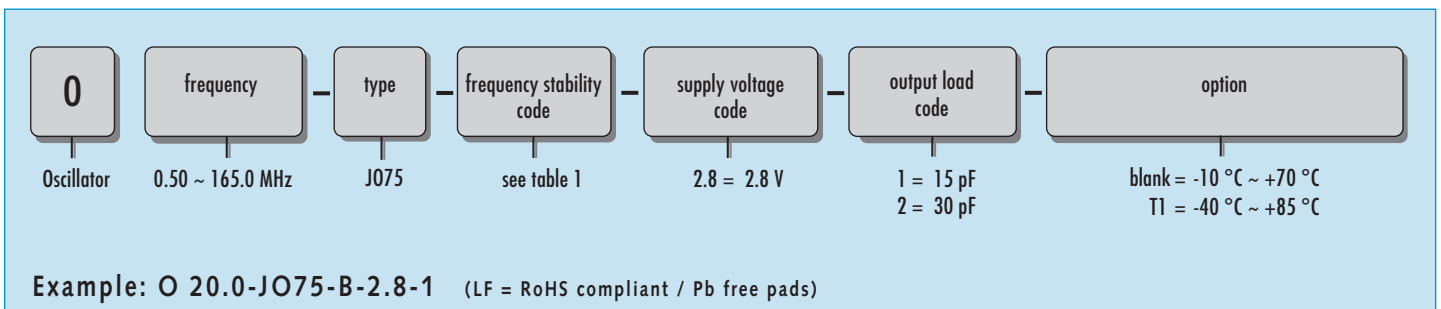 O
frequency
–
type
–
frequency stability
code
–
supply voltage
code
–
output load
code
–
option
Oscillator
0.50 ~ 165.0 MHz
JO75
see table 1
2.8 = 2.8 V
1 = 15 pF
2 = 30 pF
blank = -10 °C ~ +70 °C
T1 = -40 °C ~ +85 °C
Example: O 20.0-JO75-B-2.8-1 (LF = RoHS compliant / Pb free pads)